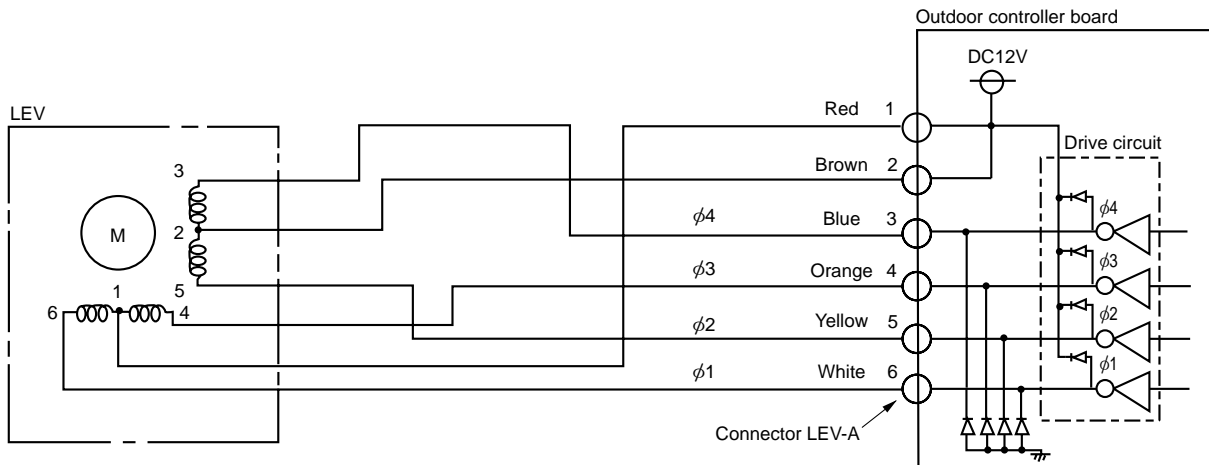 Outdoor controller board
DC12V
LEV
Red 1
Drive circuit
3
Brown 2
ϕ4
Blue 3
ϕ4
M
2
ϕ3
Orange 4
ϕ3
1
5
6
4
ϕ2
Yellow 5
ϕ2
ϕ1
White 6
ϕ1
Connector LEV-A